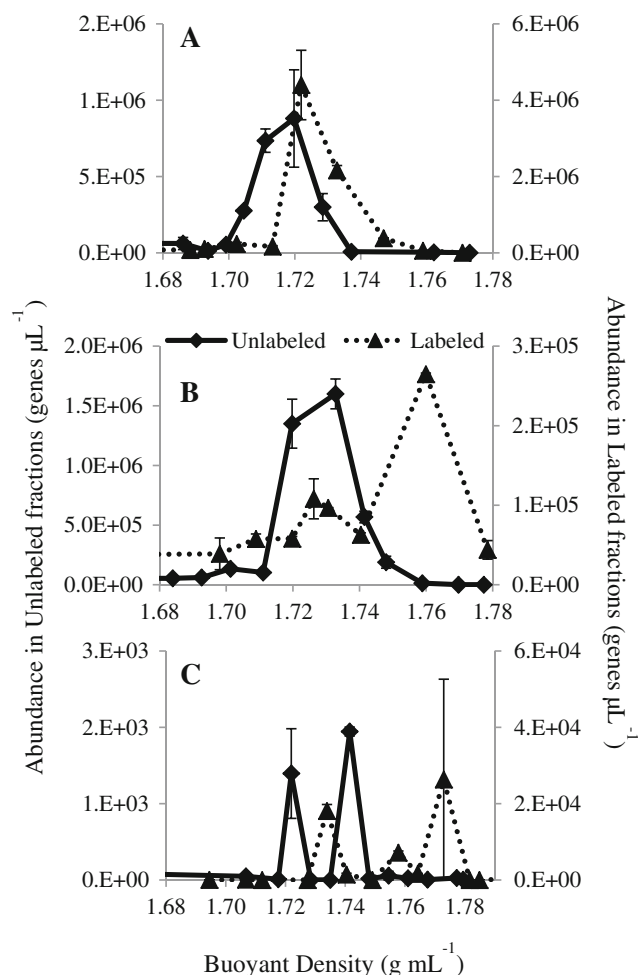 A
2.E+06
1.E+06
5.E+05
0.E+00
6.E+06
4.E+06
2.E+06
0.E+00
1.68 1.70 1.72 1.74 1.76 1.78
Unlabeled Labeled
B
2.0E+06
1.5E+06
1.0E+06
5.0E+05
0.0E+00
3.E+05
2.E+05
1.E+05
0.E+00
1.68 1.70 1.72 1.74 1.76 1.78
C
3.E+03
2.E+03
1.E+03
0.E+00
6.E+04
4.E+04
2.E+04
0.E+00
1.68 1.70 1.72 1.74 1.76 1.78
Abundance in Unlabeled fractions (genes µL⁻¹)
Abundance in Labeled fractions (genes µL⁻¹)
Buoyant Density (g mL⁻¹)